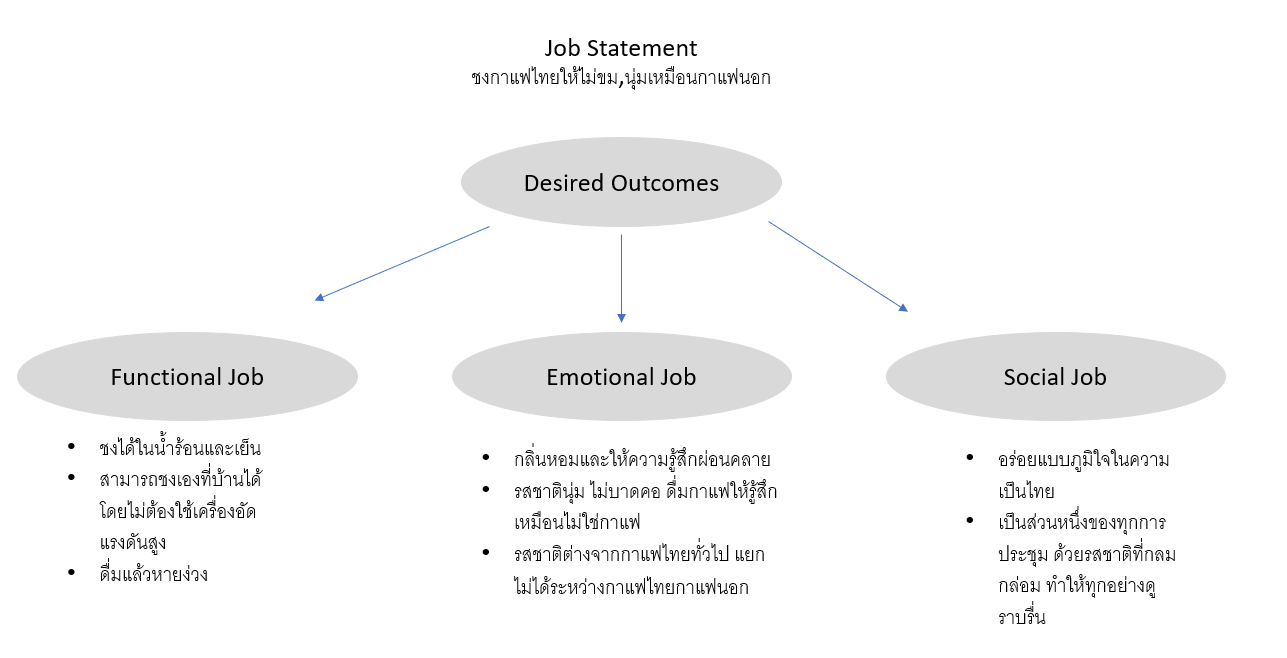 Job Statement
ชงกาแฟไทยให้ไม่ขม,นุ่มเหมือนกาแฟนอก
Desired Outcomes
Functional Job
• ชงได้ในน้ำร้อนและเย็น
• สามารถชงเองที่บ้านได้
โดยไม่ต้องใช้เครื่องอัด
แรงดันสูง
• ดื่มแล้วหายง่วง
Emotional Job
• กลิ่นหอมและให้ความรู้สึกผ่อนคลาย
• รสชาตินุ่ม ไม่บาดคอ ดื่มกาแฟให้รู้สึก
เหมือนไม่ใช่กาแฟ
• รสชาติต่างจากกาแฟไทยทั่วไป แยก
ไม่ได้ระหว่างกาแฟไทยกาแฟนอก
Social Job
• อร่อยแบบภูมิใจในความ
เป็นไทย
• เป็นส่วนหนึ่งของทุกการ
ประชุม ด้วยรสชาติที่กลม
กล่อม ทำให้ทุกอย่างดู
ราบรื่น